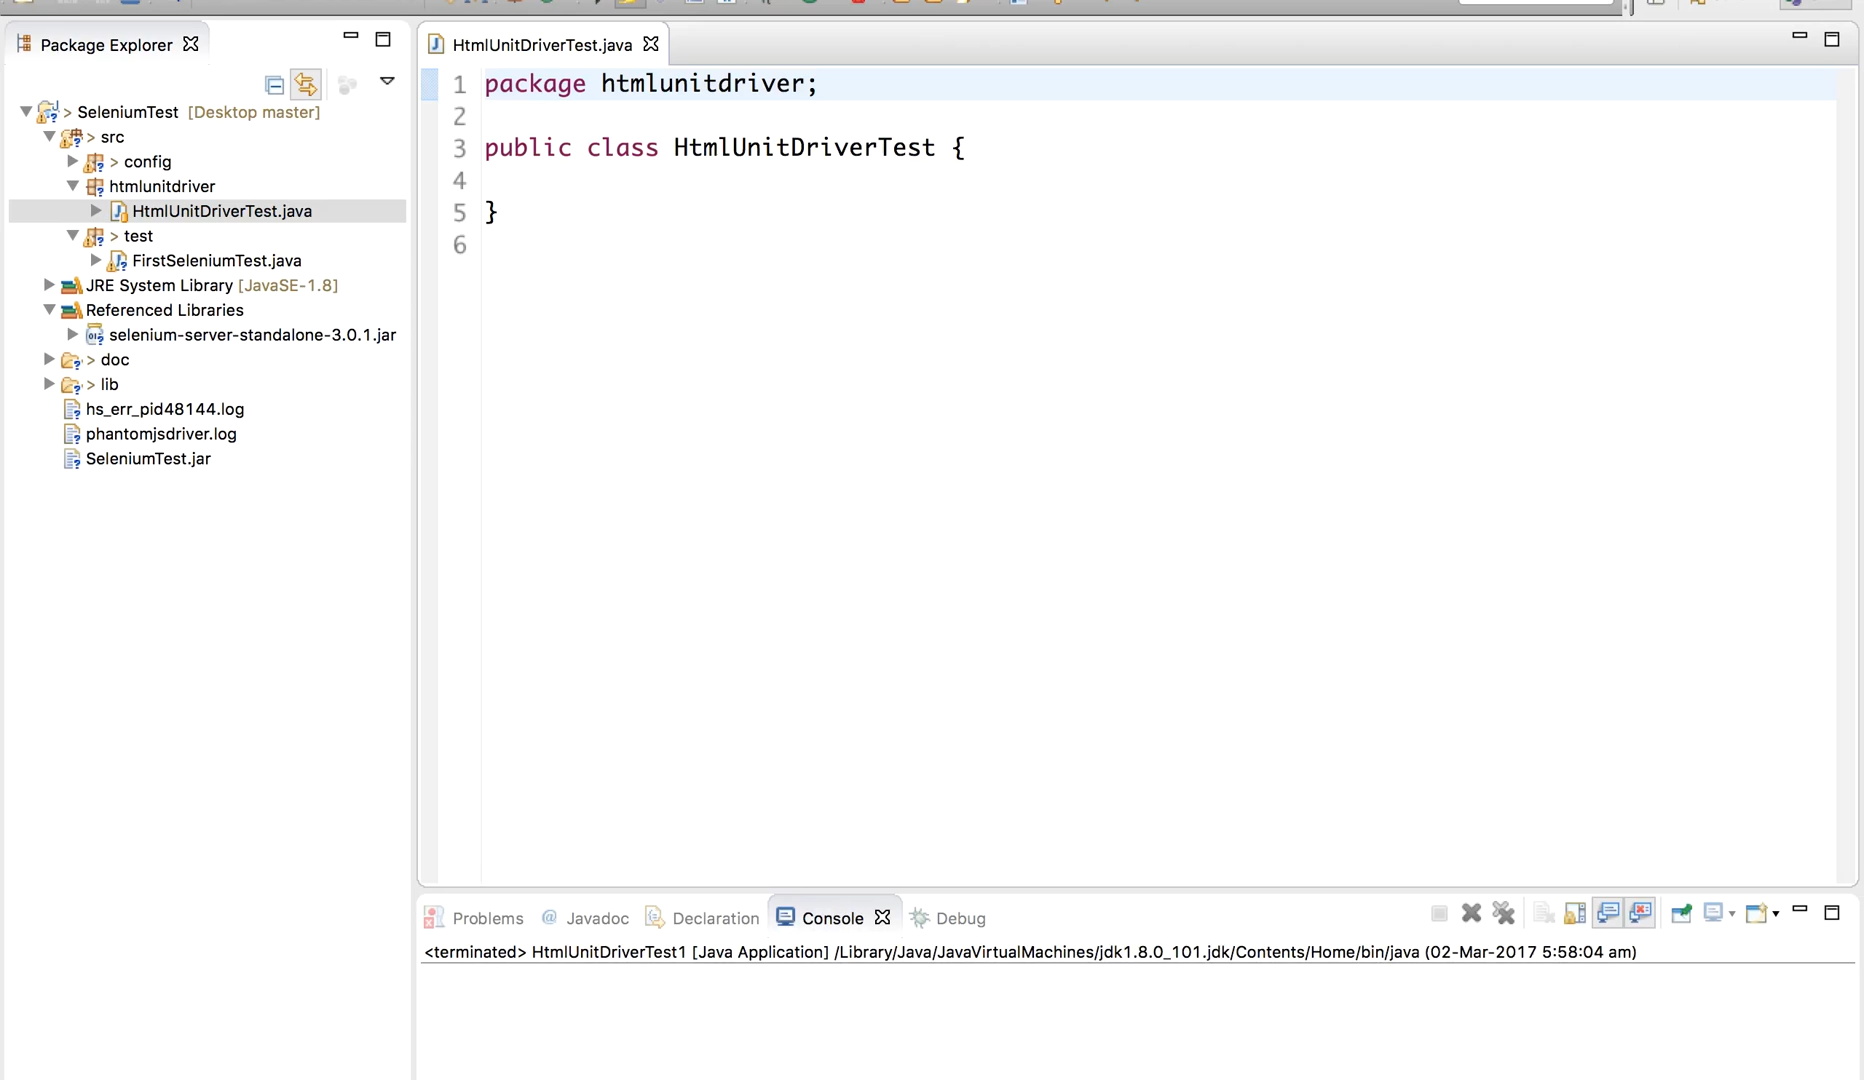 Package Explorer
> SeleniumTest [Desktop master]
> src
> config
htmlunitdriver
HtmlUnitDriverTest.java
> test
FirstSeleniumTest.java
JRE System Library [JavaSE-1.8]
Referenced Libraries
selenium-server-standalone-3.0.1.jar
> doc
> lib
hs_err_pid48144.log
phantomjsdriver.log
SeleniumTest.jar
HtmlUnitDriverTest.java
1 package htmlunitdriver;
2
3 public class HtmlUnitDriverTest {
4
5 }
6
Problems @ Javadoc Declaration Console Debug
<terminated> HtmlUnitDriverTest1 [Java Application] /Library/Java/JavaVirtualMachines/jdk1.8.0_101.jdk/Contents/Home/bin/java (02-Mar-2017 5:58:04 am)